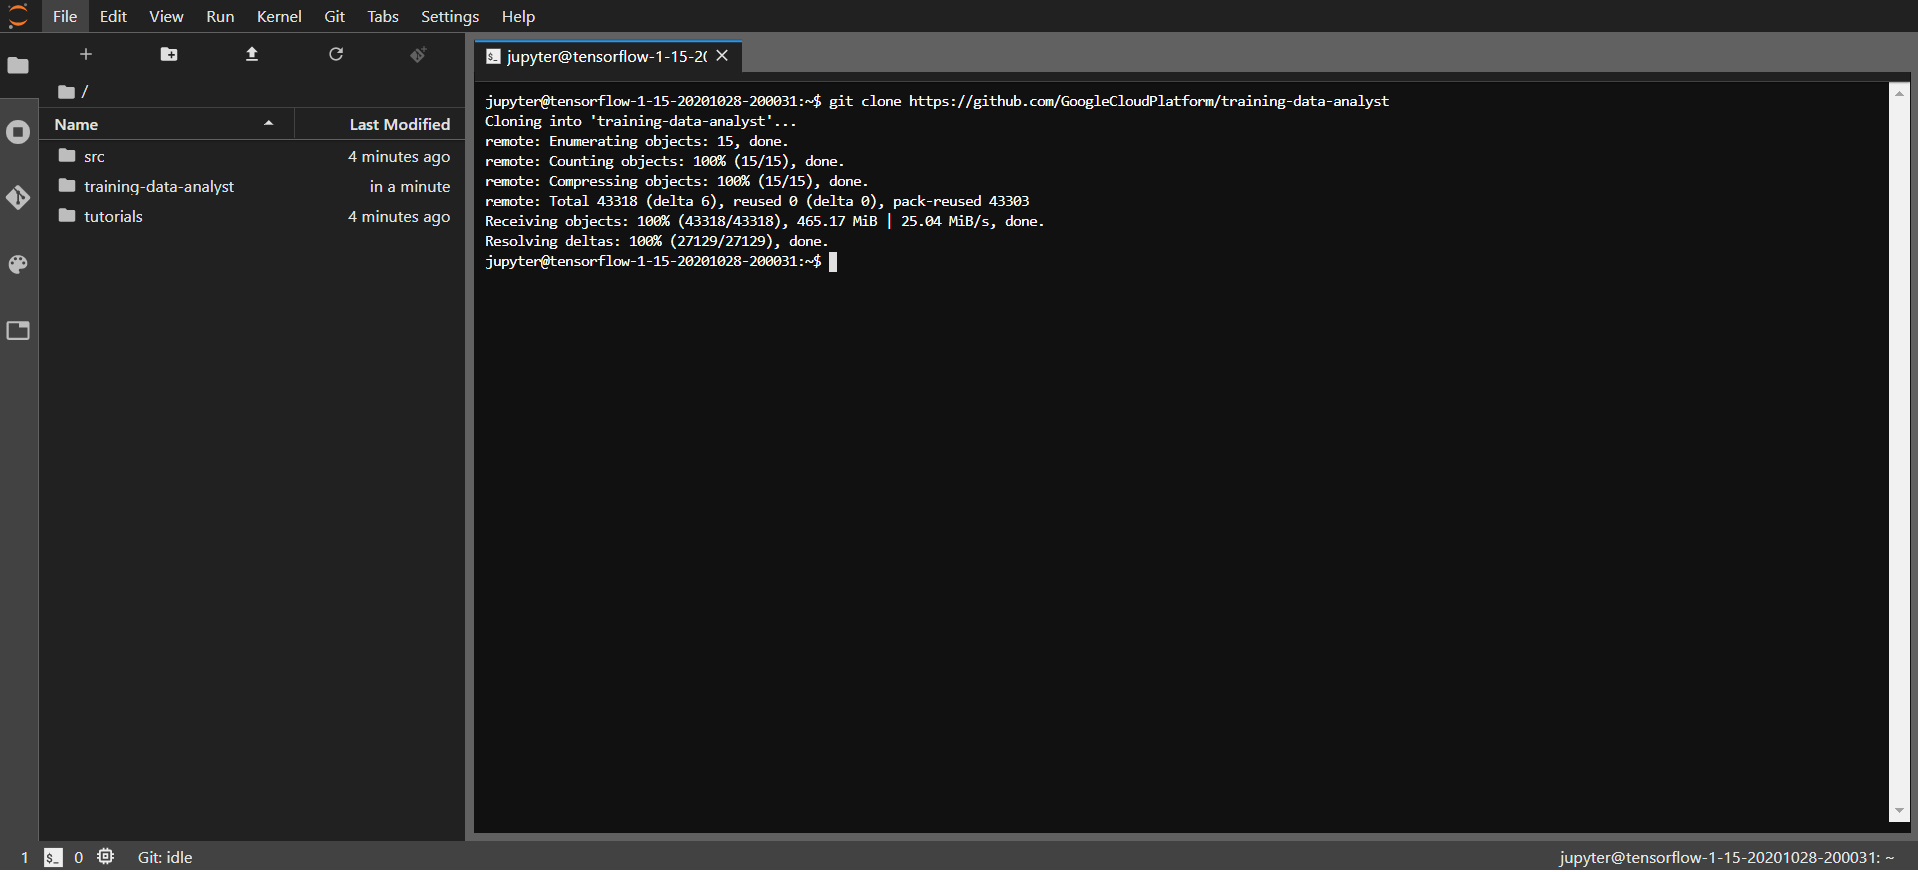 File Edit View Run Kernel Git Tabs Settings Help
jupyter@tensorflow-1-15-20
/
Name Last Modified
src 4 minutes ago
training-data-analyst in a minute
tutorials 4 minutes ago
jupyter@tensorflow-1-15-20201028-200031:~$ git clone https://github.com/GoogleCloudPlatform/training-data-analyst
Cloning into 'training-data-analyst'...
remote: Enumerating objects: 15, done.
remote: Counting objects: 100% (15/15), done.
remote: Compressing objects: 100% (15/15), done.
remote: Total 43318 (delta 6), reused 0 (delta 0), pack-reused 43303
Receiving objects: 100% (43318/43318), 465.17 MiB | 25.04 MiB/s, done.
Resolving deltas: 100% (27129/27129), done.
jupyter@tensorflow-1-15-20201028-200031:~$
1 $_ 0 Git: idle jupyter@tensorflow-1-15-20201028-200031: ~